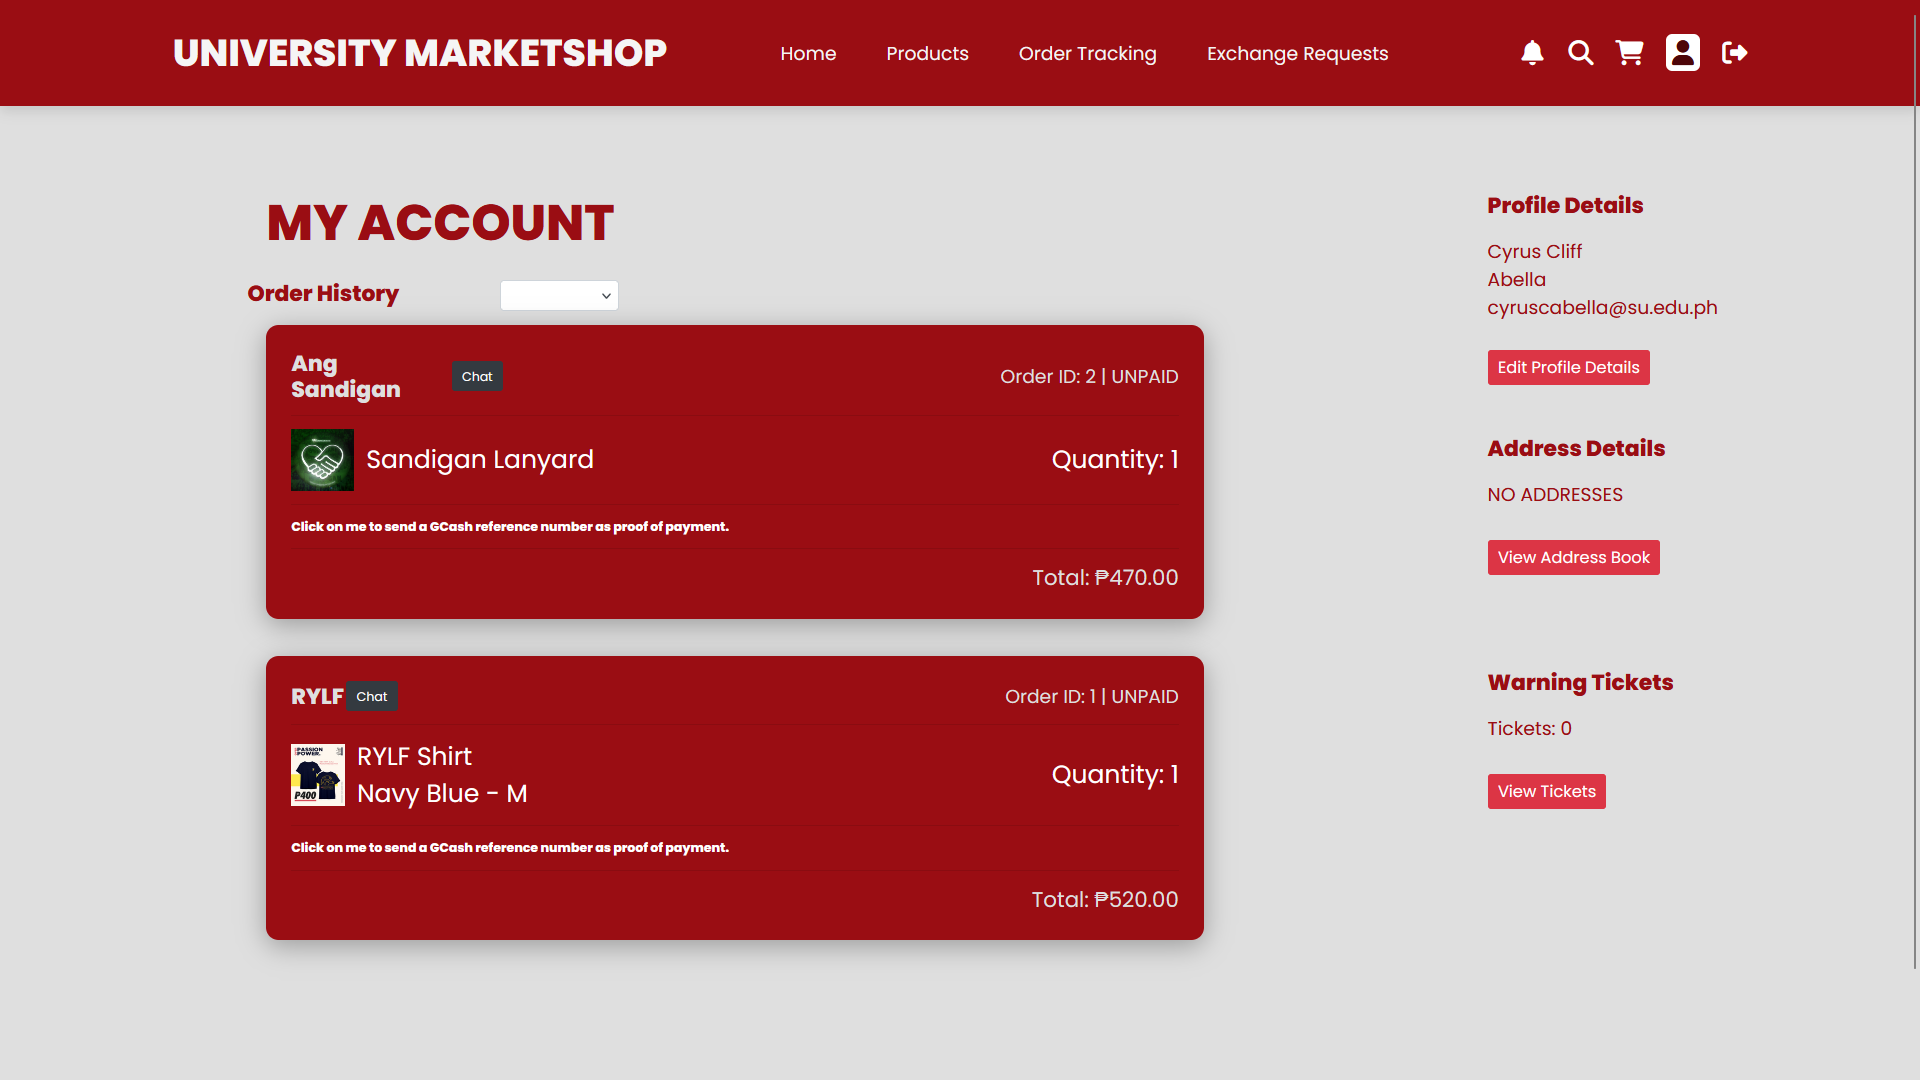 UNIVERSITY MARKETSHOP
Home
Products
Order Tracking
Exchange Requests
MY ACCOUNT
Order History
Ang
Sandigan
Chat
Order ID: 2 | UNPAID
Sandigan Lanyard
Quantity: 1
Click on me to send a GCash reference number as proof of payment.
Total: ₱470.00
RYLF
Chat
Order ID: 1 | UNPAID
PASSION
POWER.
₱400
RYLF Shirt
Navy Blue - M
Quantity: 1
Click on me to send a GCash reference number as proof of payment.
Total: ₱520.00
Profile Details
Cyrus Cliff
Abella
cyruscabella@su.edu.ph
Edit Profile Details
Address Details
NO ADDRESSES
View Address Book
Warning Tickets
Tickets: 0
View Tickets